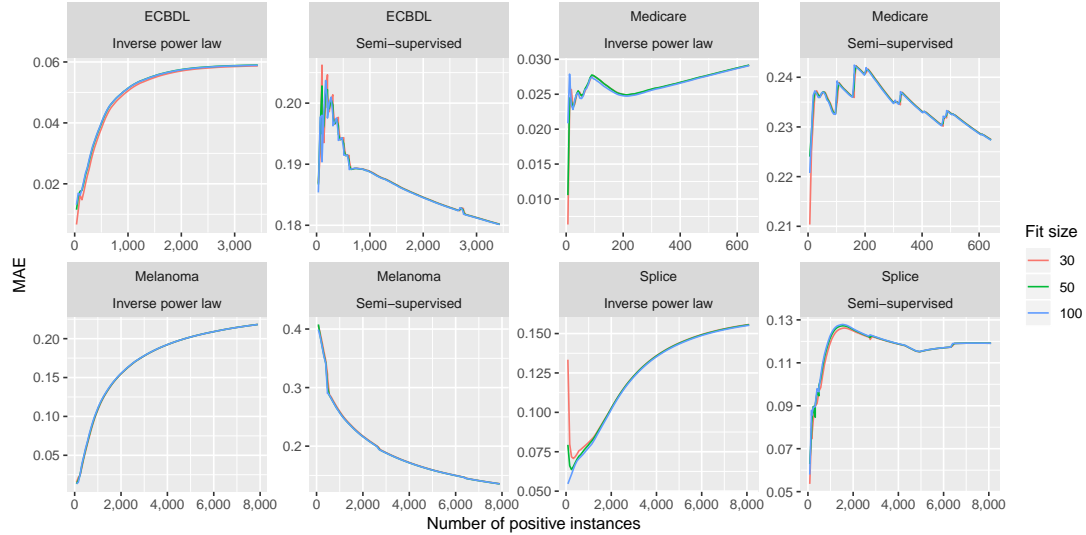 ECBDL
Inverse power law
ECBDL
Semi−supervised
Medicare
Inverse power law
Medicare
Semi−supervised
0.06
0.04
0.02
0.20
0.19
0.18
0.030
0.025
0.020
0.015
0.010
0.24
0.23
0.22
0.21
0 1,000 2,000 3,000
0 1,000 2,000 3,000
0 200 400 600
0 200 400 600
Melanoma
Inverse power law
Melanoma
Semi−supervised
Splice
Inverse power law
Splice
Semi−supervised
0.20
0.15
0.10
0.05
0.4
0.3
0.2
0.150
0.125
0.100
0.075
0.050
0.13
0.11
0.09
0.07
0.05
0 2,000 4,000 6,000 8,000
0 2,000 4,000 6,000 8,000
0 2,000 4,000 6,000 8,000
0 2,000 4,000 6,000 8,000
Number of positive instances
MAE
Fit size
30
50
100